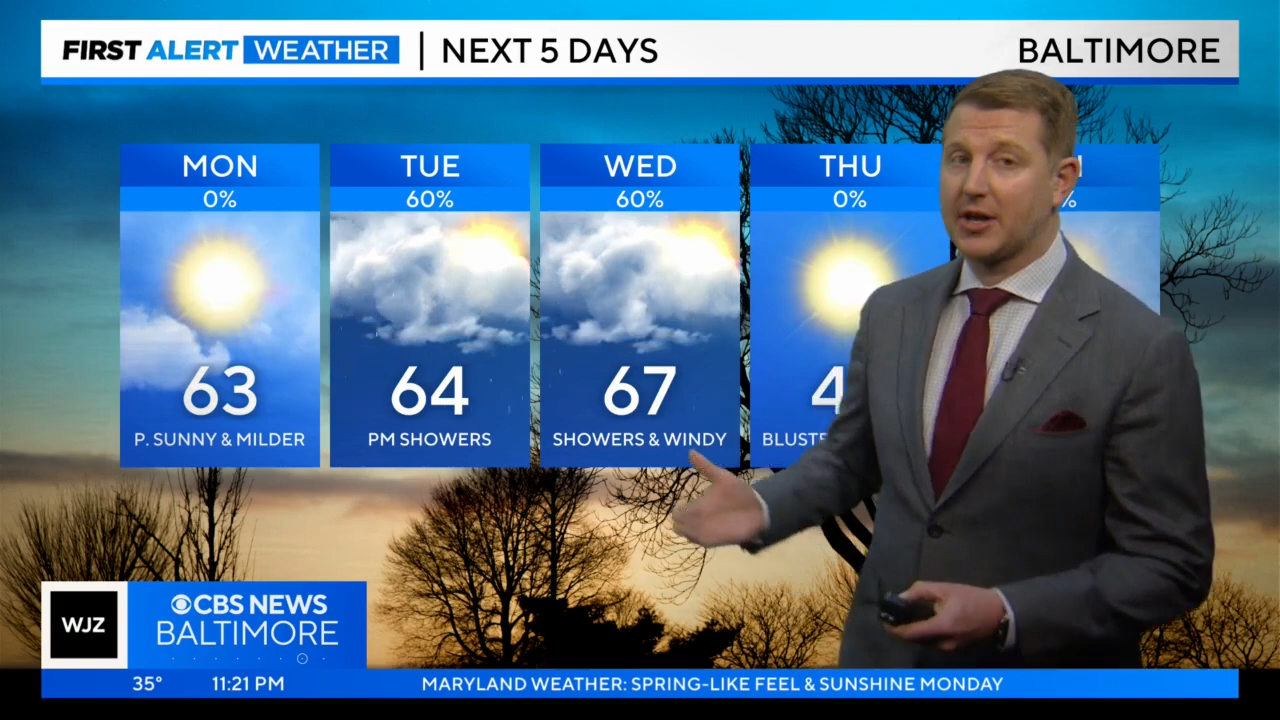 FIRST ALERT WEATHER | NEXT 5 DAYS
BALTIMORE
MON
0%
63
P. SUNNY & MILDER
TUE
60%
64
PM SHOWERS
WED
60%
67
SHOWERS & WINDY
THU
0%
4
%
WJZ
CBS NEWS
BALTIMORE
35° 11:21 PM MARYLAND WEATHER: SPRING-LIKE FEEL & SUNSHINE MONDAY